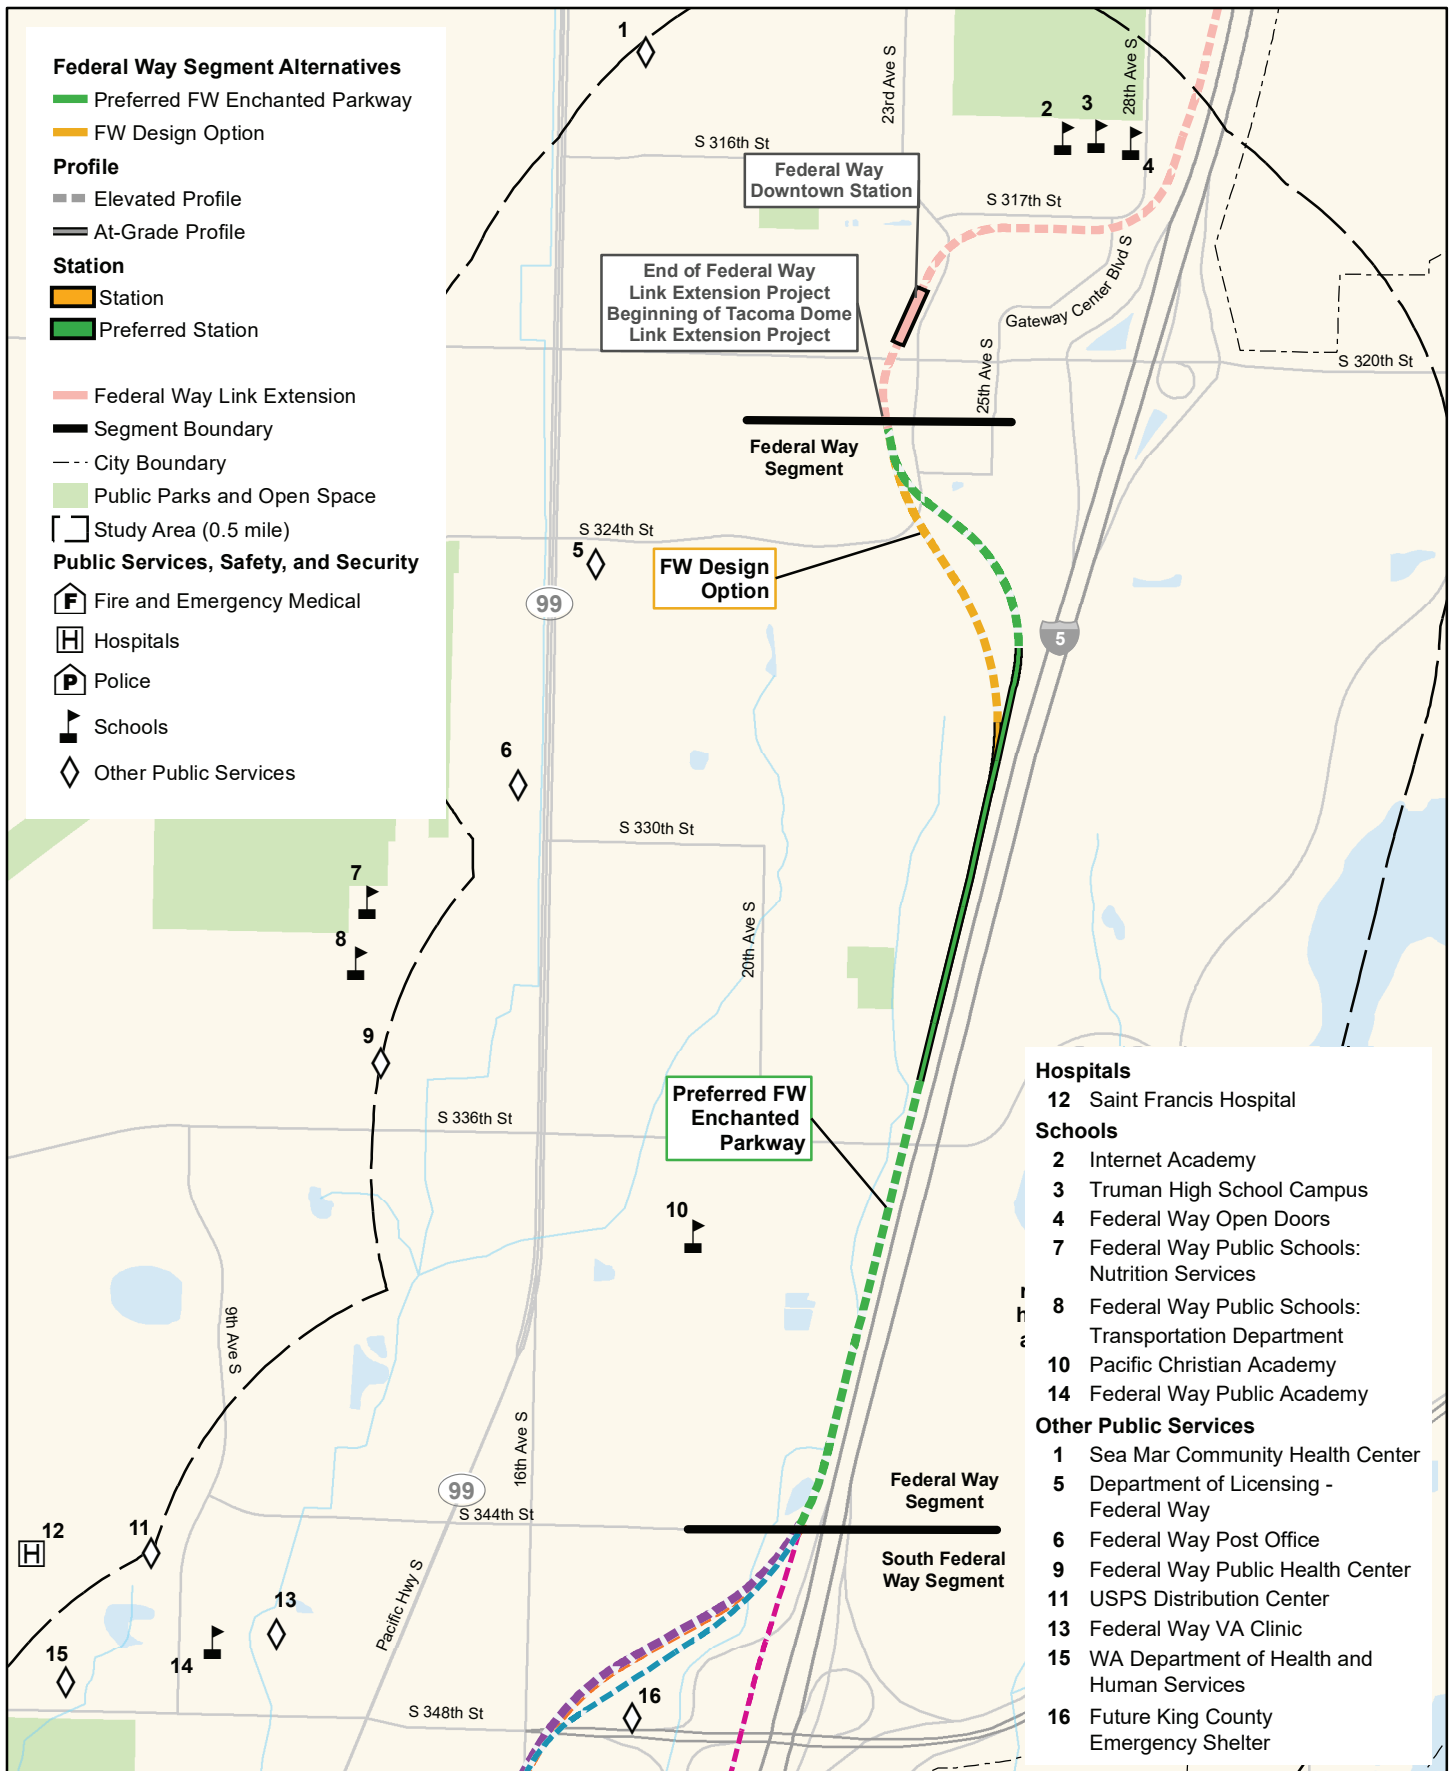 Federal Way Segment Alternatives
Preferred FW Enchanted Parkway
FW Design Option
Profile
Elevated Profile
At-Grade Profile
Station
Station
Preferred Station
Federal Way Link Extension
Segment Boundary
City Boundary
Public Parks and Open Space
Study Area (0.5 mile)
Public Services, Safety, and Security
F Fire and Emergency Medical
H Hospitals
P Police
Schools
Other Public Services
1
23rd Ave S
28th Ave S
2
3
4
S 316th St
Federal Way
Downtown Station
S 317th St
End of Federal Way
Link Extension Project
Beginning of Tacoma Dome
Link Extension Project
Gateway Center Blvd S
25th Ave S
S 320th St
Federal Way
Segment
S 324th St
5
FW Design
Option
99
5
6
S 330th St
7
8
20th Ave S
9
Preferred FW
Enchanted
Parkway
S 336th St
10
9th Ave S
16th Ave S
99
S 344th St
Federal Way
Segment
South Federal
Way Segment
12
H
11
13
Pacific Hwy S
14
15
16
S 348th St
Hospitals
12 Saint Francis Hospital
Schools
2 Internet Academy
3 Truman High School Campus
4 Federal Way Open Doors
7 Federal Way Public Schools:
Nutrition Services
8 Federal Way Public Schools:
Transportation Department
10 Pacific Christian Academy
14 Federal Way Public Academy
Other Public Services
1 Sea Mar Community Health Center
5 Department of Licensing -
Federal Way
6 Federal Way Post Office
9 Federal Way Public Health Center
11 USPS Distribution Center
13 Federal Way VA Clinic
15 WA Department of Health and
Human Services
16 Future King County
Emergency Shelter